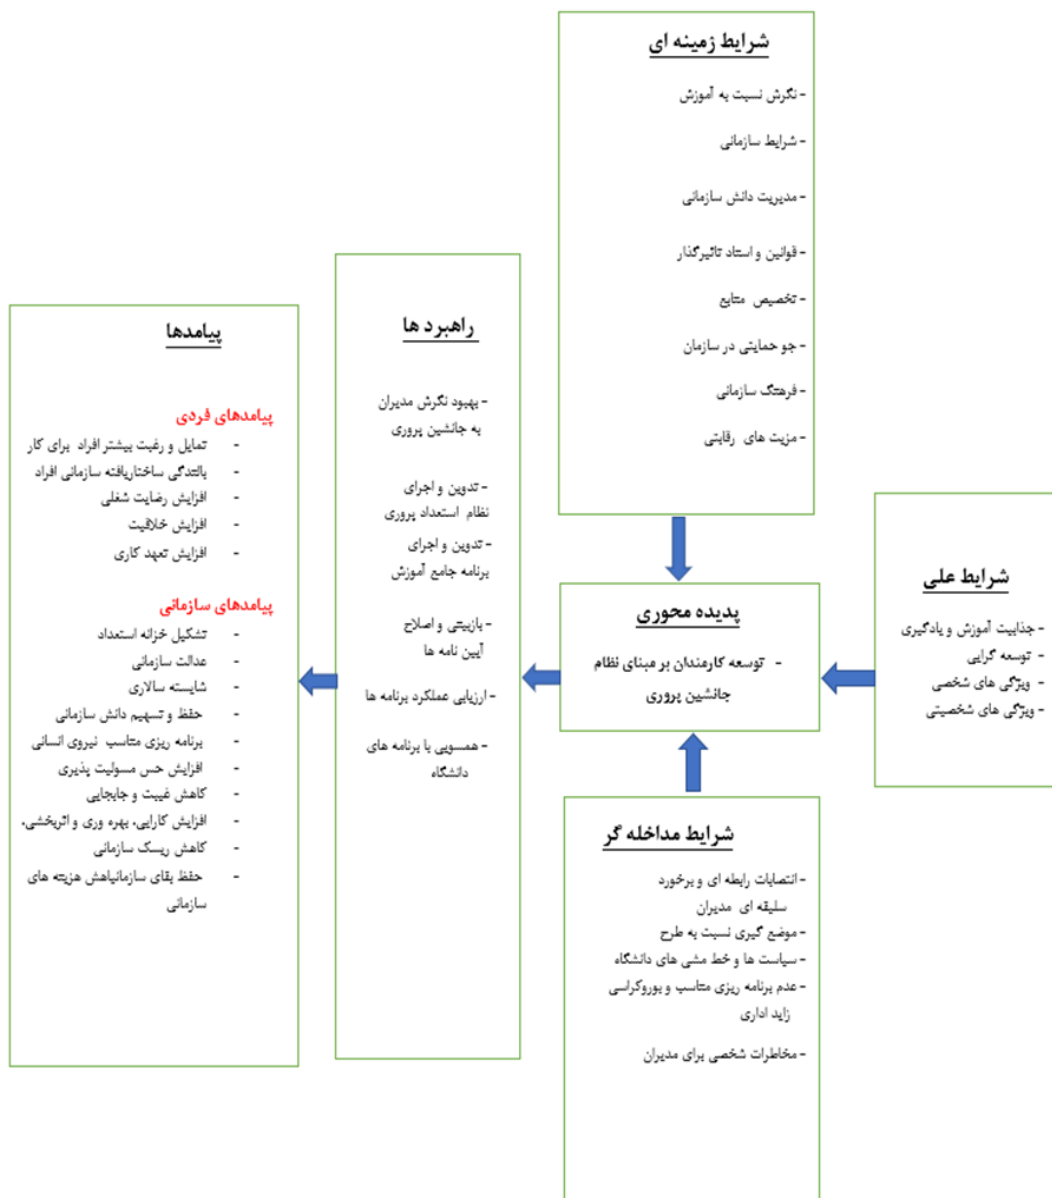 شرایط زمینه ای
- نگرش نسبت به آموزش
- شرایط سازمانی
- مدیریت دانش سازمانی
- قوانین و اسناد تاثیرگذار
- تخصیص منابع
- جو حمایتی در سازمان
- فرهنگ سازمانی
- مزیت های رقابتی
شرایط علی
- جذابیت آموزش و یادگیری
- توسعه گرایی
- ویژگی های شخصی
- ویژگی های شخصیتی
پدیده محوری
- توسعه کارمندان بر مبنای نظام
جانشین پروری
شرایط مداخله گر
- انتصابات رابطه ای و برخورد
سلیقه ای مدیران
- موضع گیری نسبت به طرح
- سیاست ها و خط مشی های دانشگاه
- عدم برنامه ریزی متاسب و بوروکراسی
زاید اداری
- مخاطرات شخصی برای مدیران
راهبرد ها
- بهبود نگرش مدیران
به جانشین پروری
- تدوین و اجرای
نظام استعداد پروری
- تدوین و اجرای
برنامه جامع آموزش
- بازبینی و اصلاح
آیین نامه ها
- ارزیابی عملکرد برنامه ها
- همسویی با برنامه های
دانشگاه
پیامدها
پیامدهای فردی
- تمایل و رغبت بیشتر افراد برای کار
- بالندگی ساختاریافته سازمانی افراد
- افزایش رضایت شغلی
- افزایش خلاقیت
- افزایش تعهد کاری
پیامدهای سازمانی
- تشکیل خزانه استعداد
- عدالت سازمانی
- شایسته سالاری
- حفظ و تسهیم دانش سازمانی
- برنامه ریزی متاسب نیروی انسانی
- افزایش حس مسولیت پذیری
- کاهش غیبت و جابجایی
- افزایش کارایی، بهره وری و اثربخشی.
- کاهش ریسک سازمانی
- حفظ بقای سازمانیاهش هزینه های
سازمانی